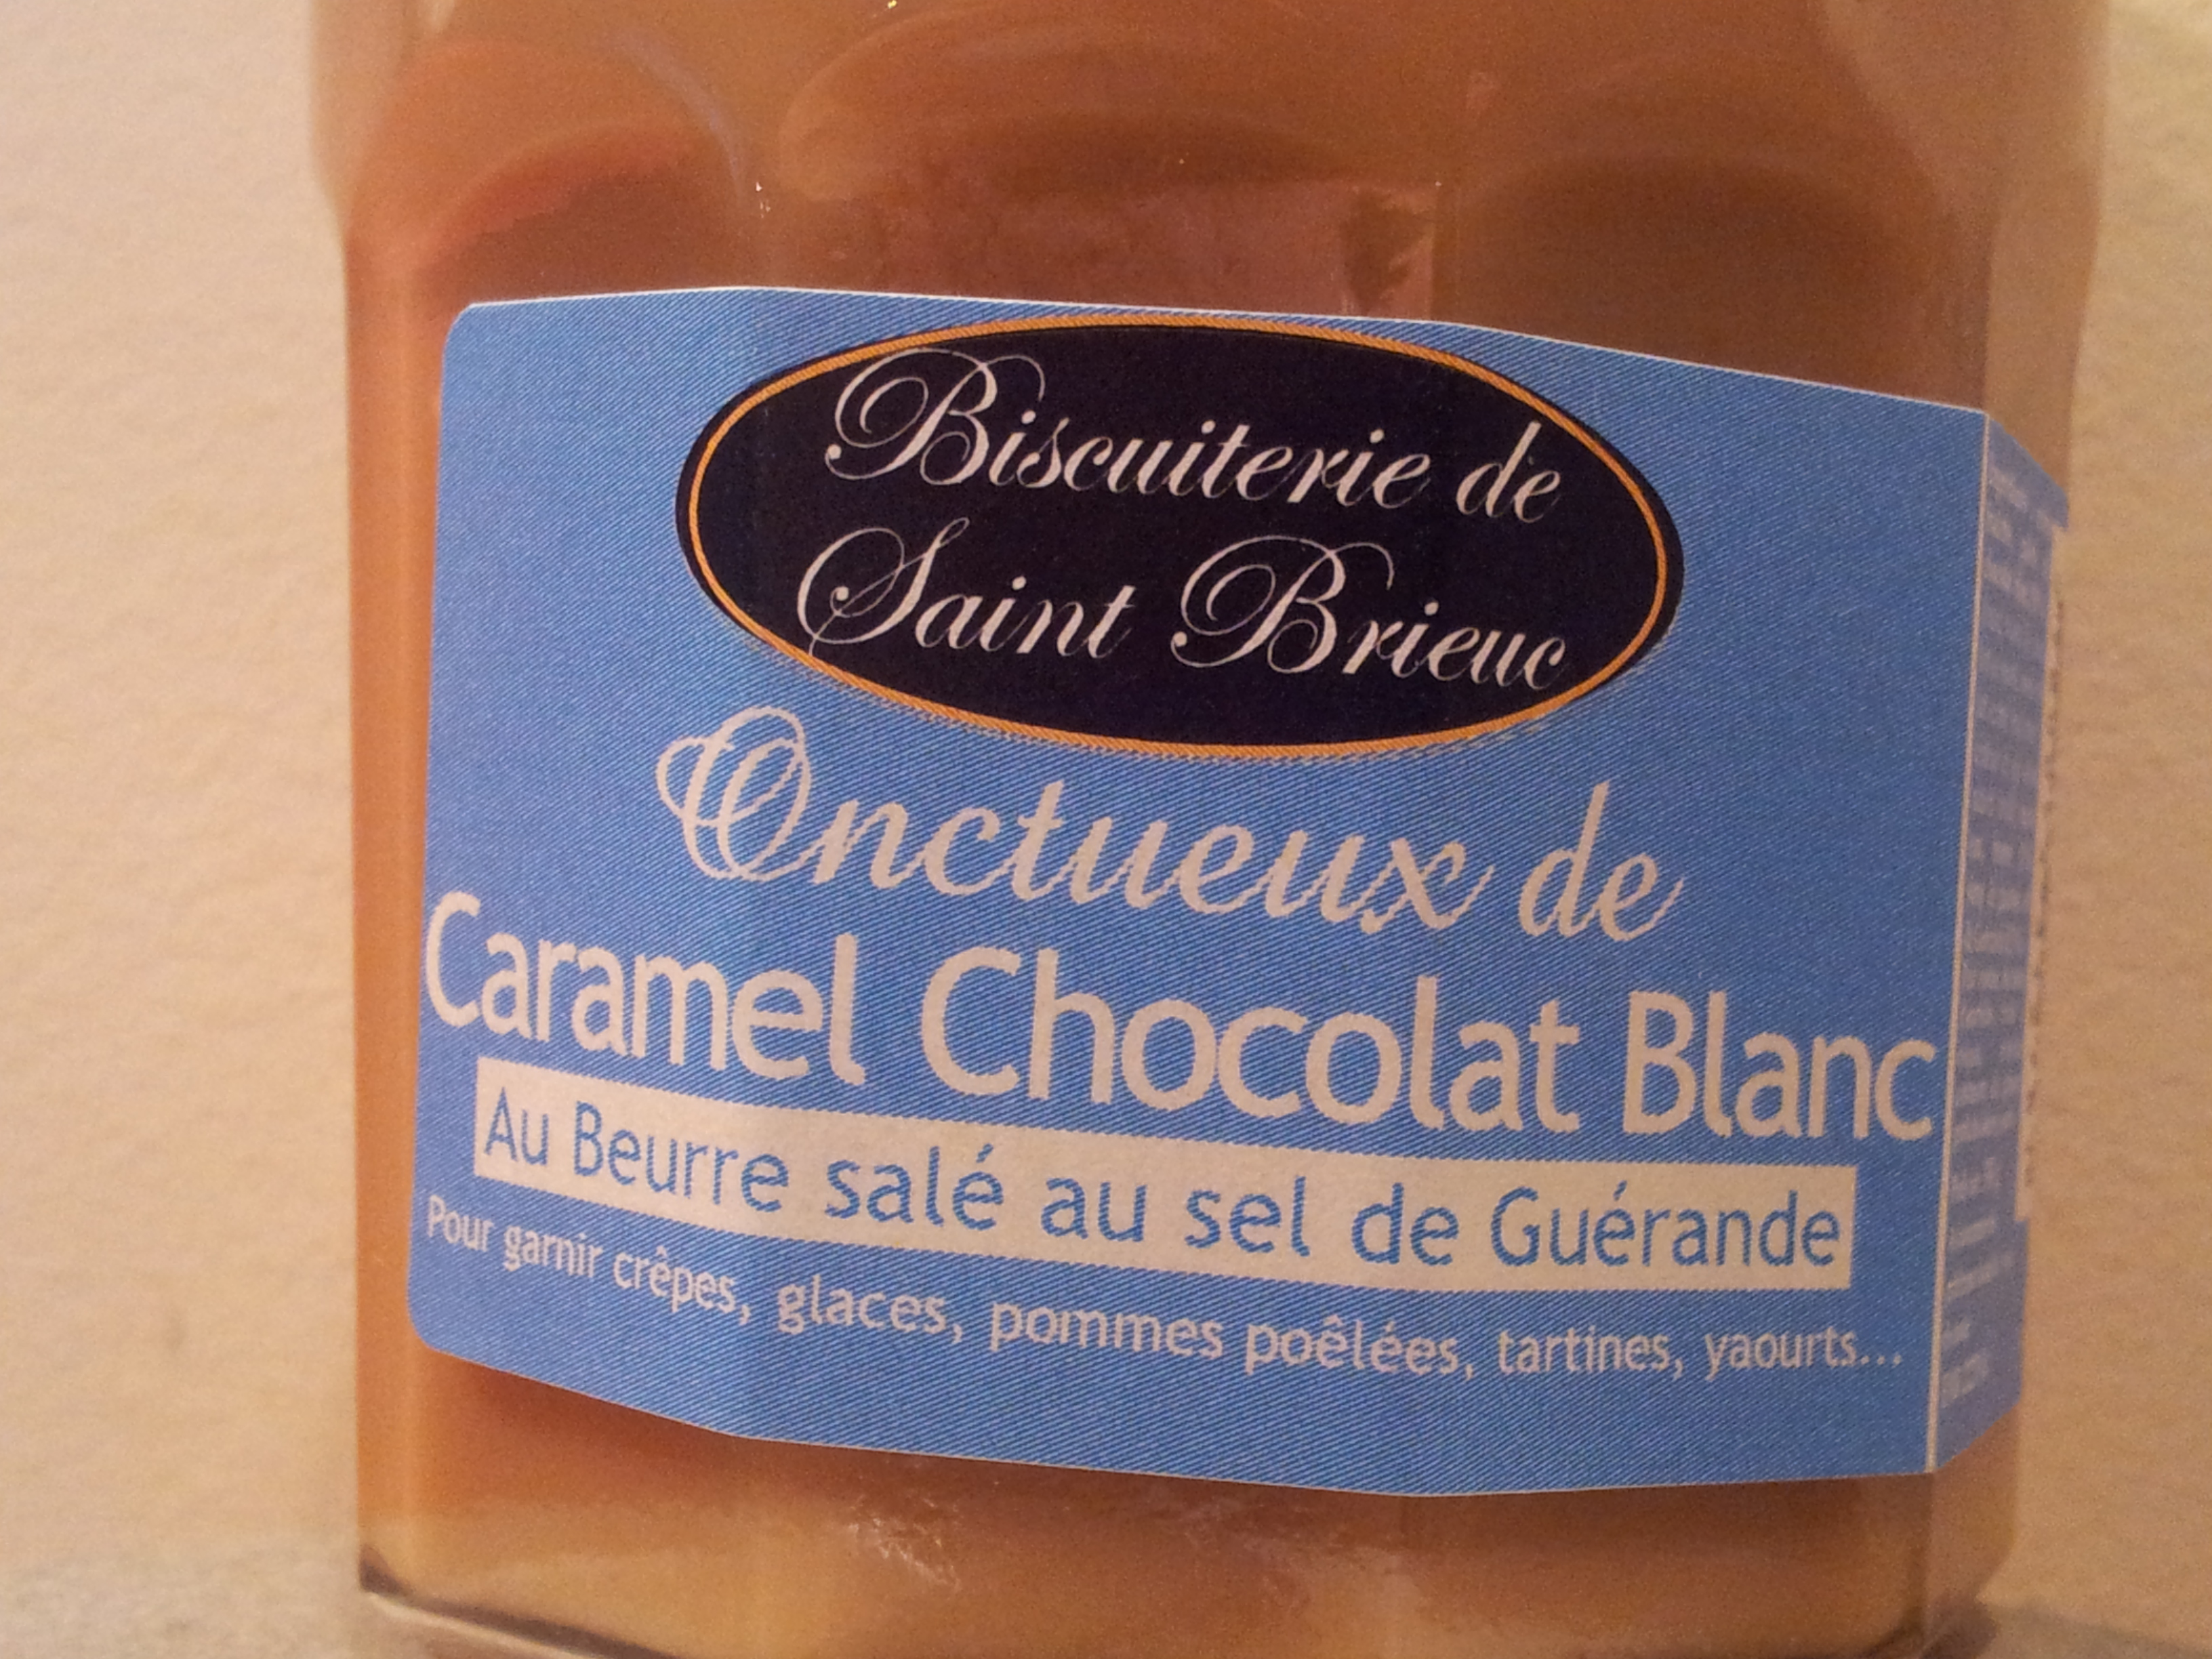 Biscuiterie de
Saint Brieuc
Onctueux de
Caramel Chocolat Blanc
Au Beurre salé au sel de Guérande
Pour garnir crêpes, glaces, pommes poêlées, tartines, yaourts...